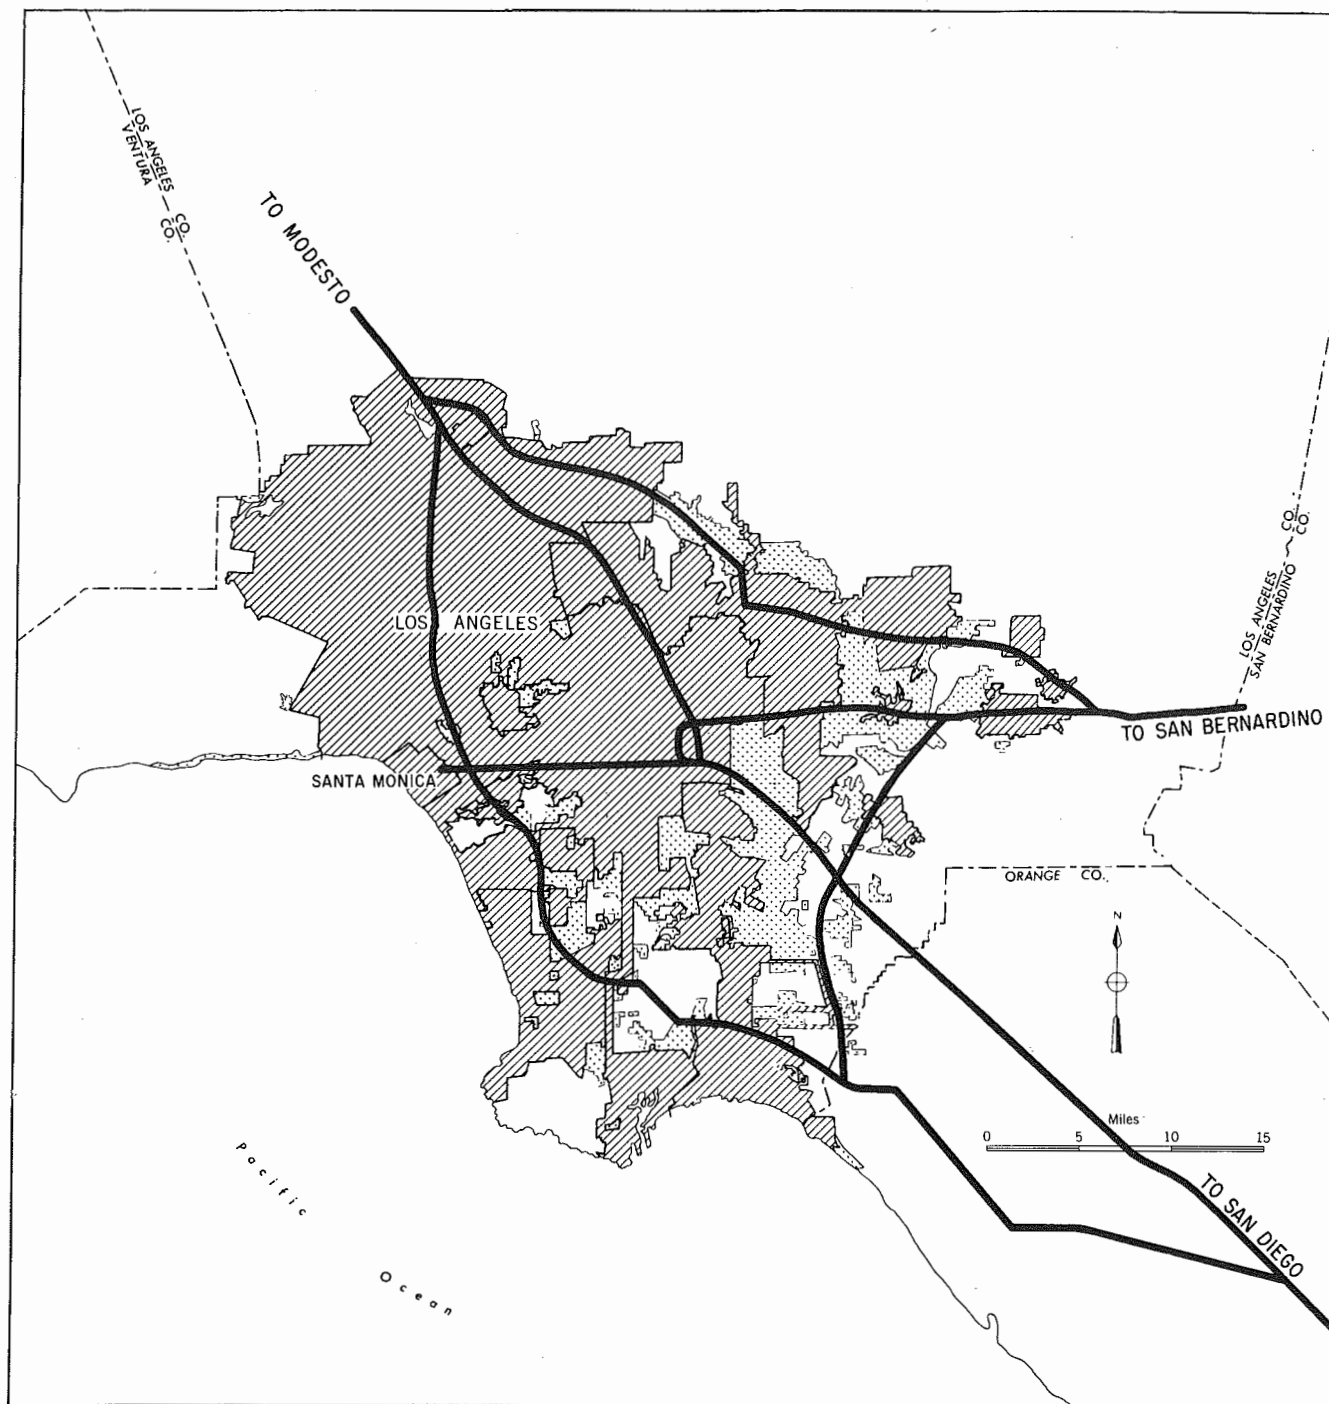 LOS ANGELES CO.
VENTURA CO.
TO MODESTO
LOS ANGELES CO.
SAN BERNARDINO CO.
LOS ANGELES
TO SAN BERNARDINO
SANTA MONICA
ORANGE CO.
N
Miles
0 5 10 15
TO SAN DIEGO
Pacific
Ocean